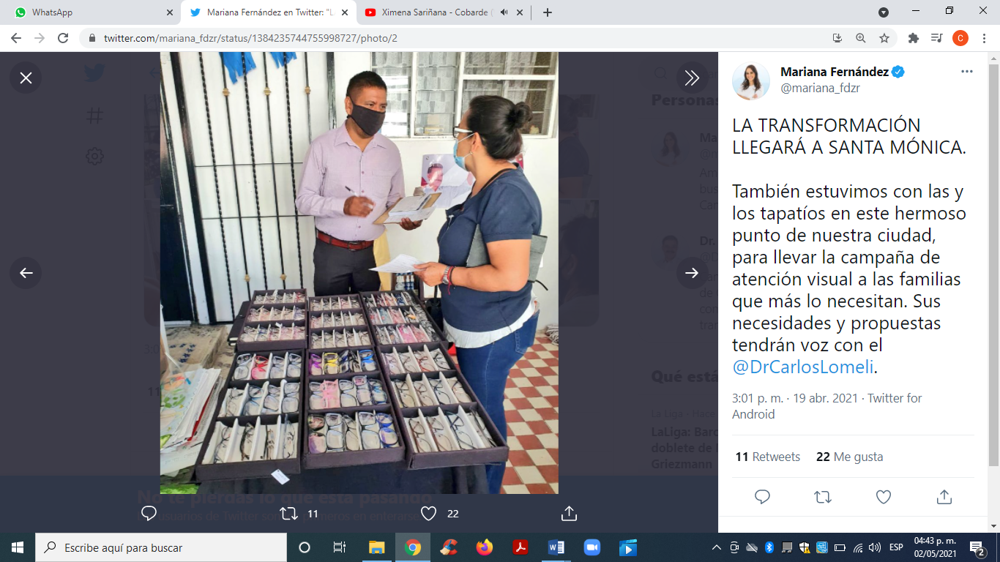 WhatsApp
Mariana Fernández en Twitter: "L
Ximena Sariñana - Cobarde (
twitter.com/mariana_fdzr/status/1384235744755998727/photo/2
C
Personas
Mariana Fernández
@mariana_fdzr
LA TRANSFORMACIÓN
LLEGARÁ A SANTA MÓNICA.
También estuvimos con las y
los tapatíos en este hermoso
punto de nuestra ciudad,
para llevar la campaña de
atención visual a las familias
que más lo necesitan. Sus
necesidades y propuestas
tendrán voz con el
@DrCarlosLomeli.
3:01 p. m. · 19 abr. 2021 · Twitter for
Android
11 Retweets 22 Me gusta
Qué está
La Liga · Hace
LaLiga: Barc
doblete de
Griezmann
No te pierdas lo que está pasando
11
22
Escribe aquí para buscar
ESP
04:43 p. m.
02/05/2021
2